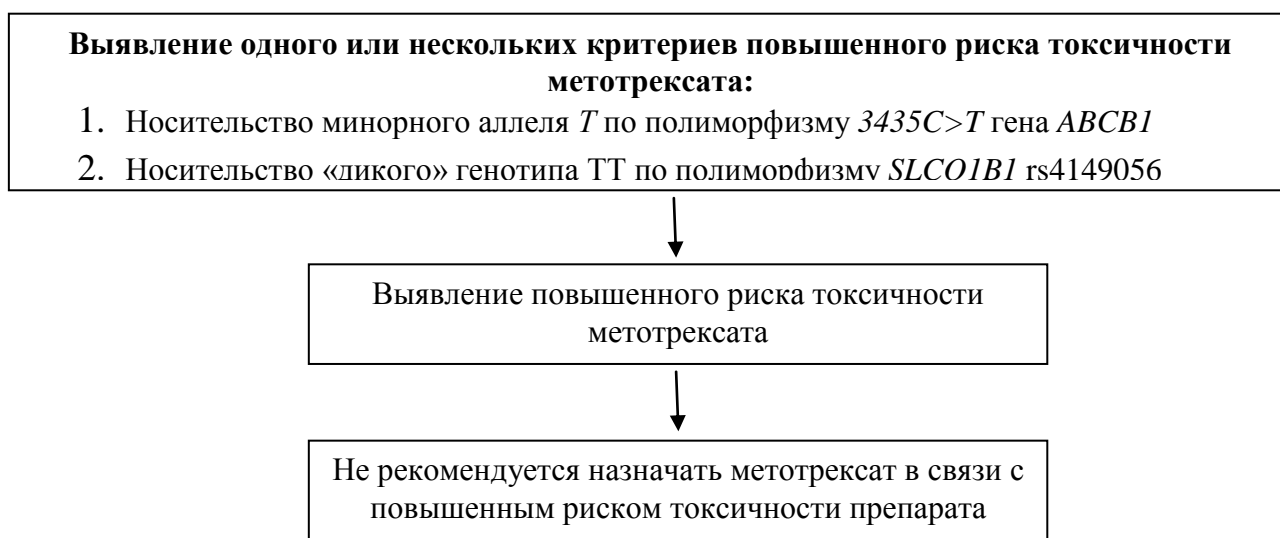 Выявление одного или нескольких критериев повышенного риска токсичности
метотрексата:
1. Носительство минорного аллеля T по полиморфизму 3435C>T гена ABCB1
2. Носительство «дикого» генотипа ТТ по полиморфизму SLCO1B1 rs4149056
Выявление повышенного риска токсичности
метотрексата
Не рекомендуется назначать метотрексат в связи с
повышенным риском токсичности препарата